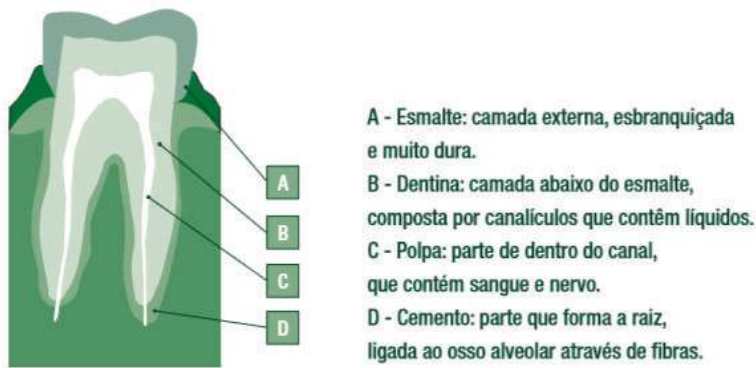 A
B
C
D
A - Esmalte: camada externa, esbranquiçada
e muito dura.
B - Dentina: camada abaixo do esmalte,
composta por canalículos que contêm líquidos.
C - Polpa: parte de dentro do canal,
que contém sangue e nervo.
D - Cemento: parte que forma a raiz,
ligada ao osso alveolar através de fibras.